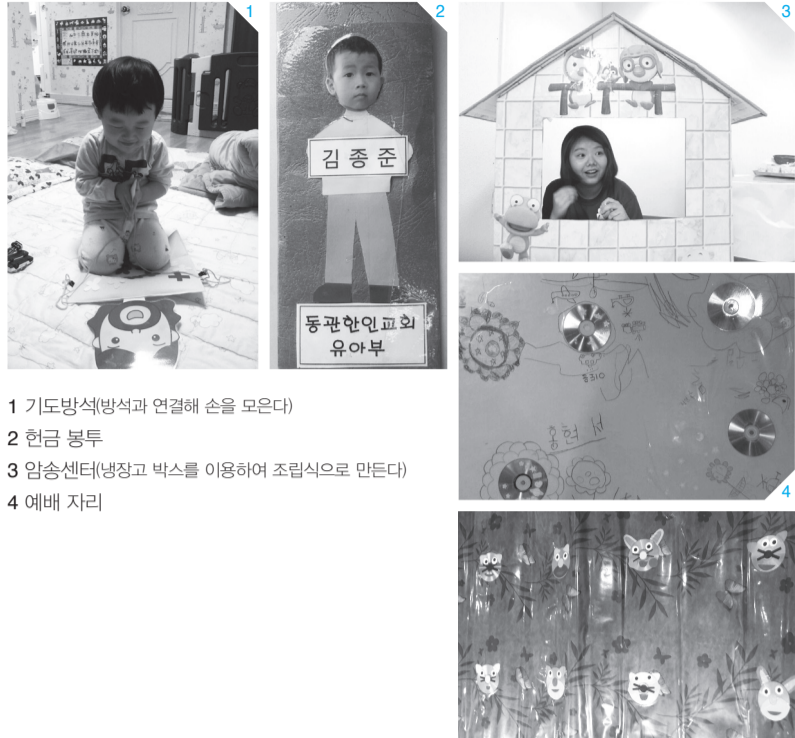 1
2
김종준
동관한인교회
유아부
3
홍현서
4
1 기도방석(방석과 연결해 손을 모은다)
2 헌금 봉투
3 암송센터(냉장고 박스를 이용하여 조립식으로 만든다)
4 예배 자리